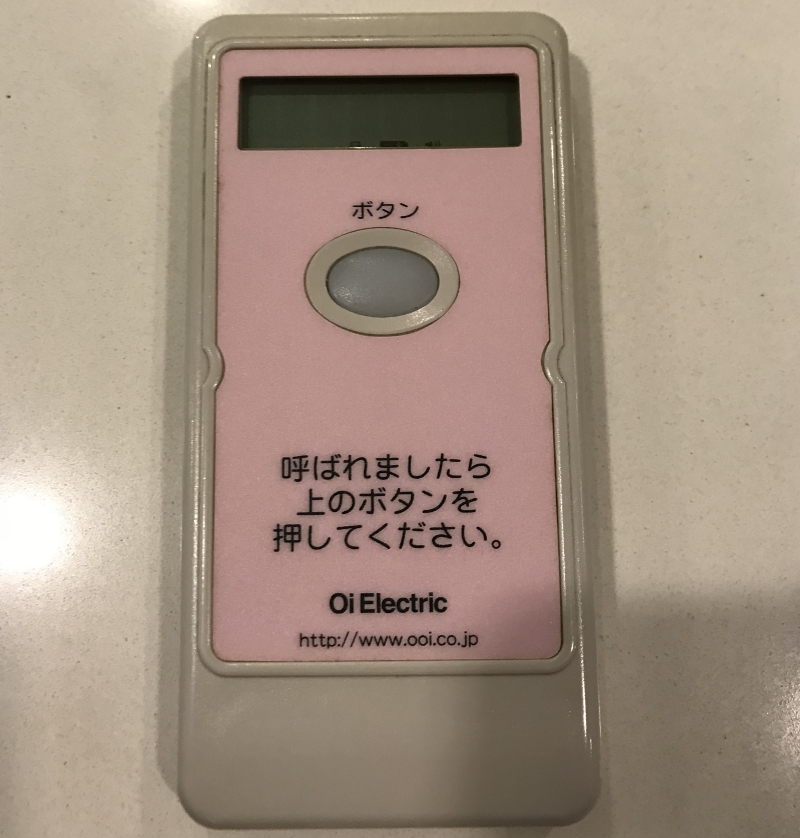 ボタン
呼ばれましたら
上のボタンを
押してください。
Oi Electric
http://www.ooi.co.jp